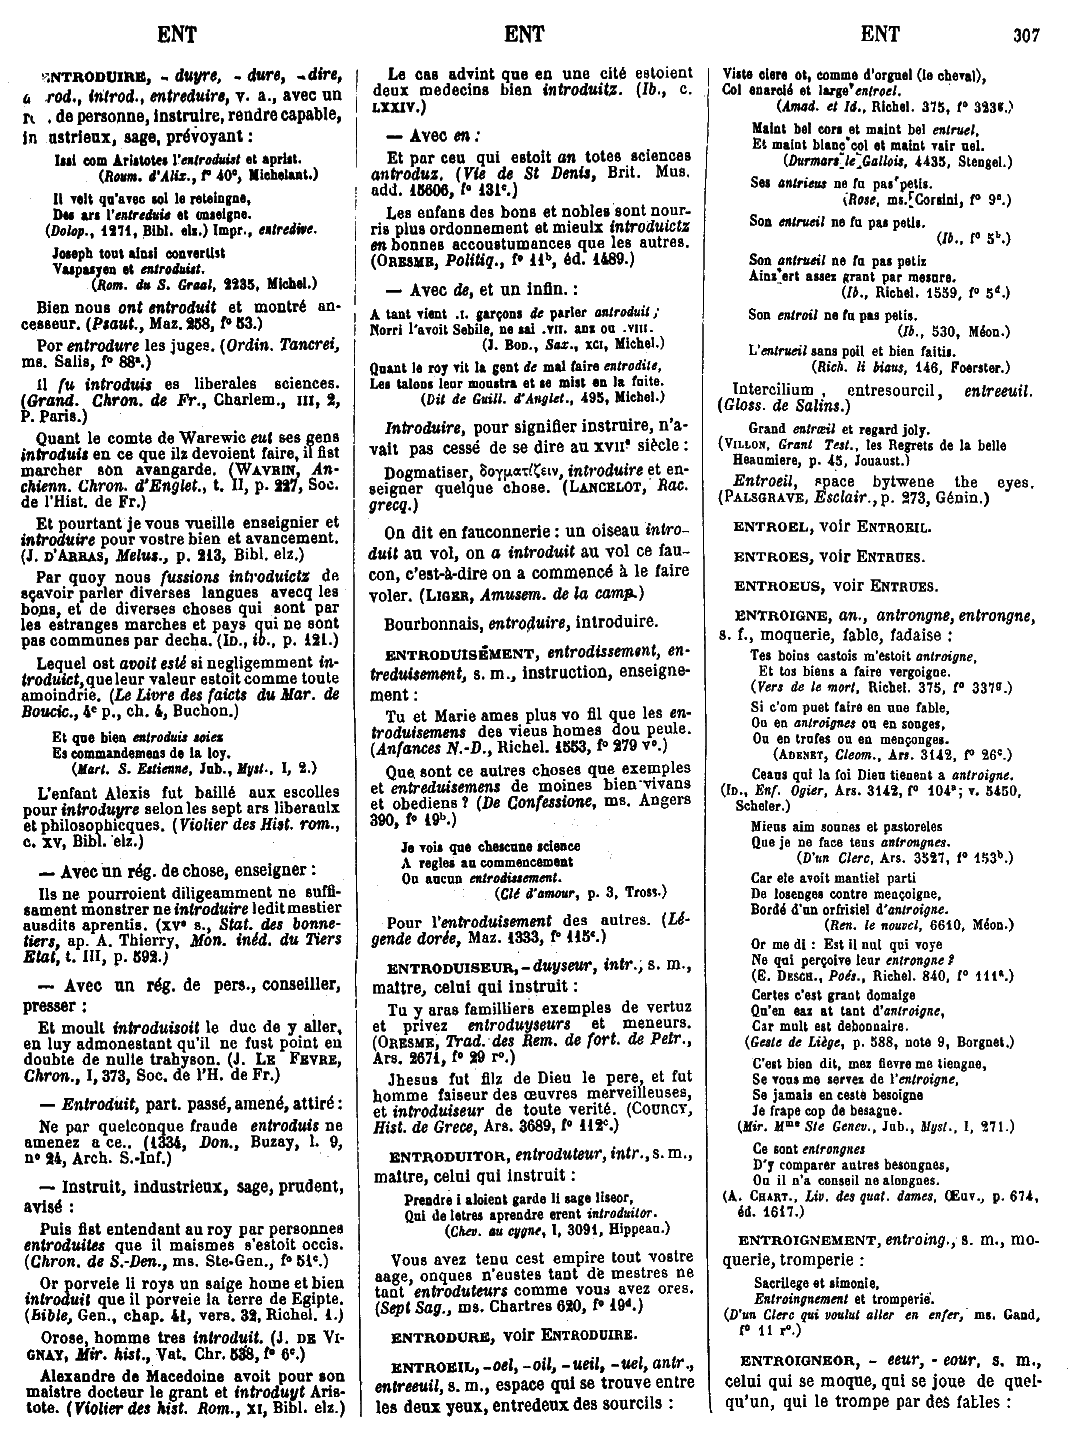 ENT
ENT
ENT
307
ENTRODUIRE, - duyre, - dure, - dire,
rod., introd., entreduire, v. a., avec un
. de personne, instruire, rendre capable,
industrieux, sage, prévoyant :
Issi com Aristotes l'entroduist et aprist.
(Roum. d'Alix., f° 40ᵒ, Michelant.)
Il velt qu'avec soi le reteingne,
Des ars l'entreduie et enseigne.
(Dolop., 1271, Bibl. elz.) Impr., entredive.
Joseph tout ainsi convertist
Vaspasyen et entroduist.
(Rom. du S. Graal, 2235, Michel.)
Bien nous ont entroduit et montré an-
cesseur. (Psaut., Maz. 258, f° 53.)
Por entrodure les juges. (Ordin. Tancrei,
ms. Salis, f° 88ᵃ.)
Il fu introduis es liberales sciences.
(Grand. Chron. de Fr., Charlem., III, 2,
P. Paris.)
Quant le comte de Warewic eut ses gens
introduis en ce que ilz devoient faire, il fist
marcher son avangarde. (WAVRIN, An-
chienn. Chron. d'Englet., t. II, p. 227, Soc.
de l'Hist. de Fr.)
Et pourtant je vous vueille enseignier et
introduire pour vostre bien et avancement.
(J. D'ARRAS, Melus., p. 213, Bibl. elz.)
Par quoy nous fussions introduictz de
sçavoir parler diverses langues avecq les
bons, et de diverses choses qui sont par
les estranges marches et pays qui ne sont
pas communes par decha. (ID., ib., p. 121.)
Lequel ost avoit esté si negligemment in-
troduict, que leur valeur estoit comme toute
amoindrie. (Le Livre des faicts du Mar. de
Boucic., 4ᵉ p., ch. 4, Buchon.)
Et que bien entroduis soiez
Es commandemens de la loy.
(Mart. S. Estienne, Jub., Myst., I, 2.)
L'enfant Alexis fut baillé aux escolles
pour introduyre selon les sept ars liberaulx
et philosophicques. (Violier des Hist. rom.,
c. XV, Bibl. elz.)
— Avec un rég. de chose, enseigner :
Ils ne pourroient diligeamment ne suffi-
sament monstrer ne introduire ledit mestier
ausdits aprentis. (XVᵉ s., Stat. des bonne-
tiers, ap. A. Thierry, Mon. inéd. du Tiers
Etat, t. III, p. 592.)
— Avec un rég. de pers., conseiller,
presser :
Et moult introduisoit le duc de y aller,
en luy admonestant qu'il ne fust point en
doubte de nulle trahyson. (J. LE FEVRE,
Chron., I, 373, Soc. de l'H. de Fr.)
— Entroduit, part. passé, amené, attiré :
Ne par quelconque fraude entroduis ne
amenez a ce.. (1334, Don., Buzay, l. 9,
n° 24, Arch. S.-Inf.)
— Instruit, industrieux, sage, prudent,
avisé :
Puis fist entendant au roy par personnes
entroduites que il maismes s'estoit occis.
(Chron. de S.-Den., ms. Ste-Gen., f° 51ᶜ.)
Or porveie li roys un saige home et bien
introduit que il porveie la terre de Egipte.
(Bible, Gen., chap. 41, vers. 32, Richel. 1.)
Orose, homme tres introduit. (J. DE VI-
GNAY, Mir. hist., Vat. Chr. 538, f° 6ᶜ.)
Alexandre de Macedoine avoit pour son
maistre docteur le grant et introduyt Aris-
tote. (Violier des hist. Rom., XI, Bibl. elz.)
Le cas advint que en une cité estoient
deux medecins bien introduitz. (Ib., c.
LXXIV.)
— Avec en :
Et par ceu qui estoit an totes sciences
antroduz. (Vie de St Denis, Brit. Mus.
add. 15606, f° 131ᶜ.)
Les enfans des bons et nobles sont nour-
ris plus ordonnement et mieulx introduictz
en bonnes accoustumances que les autres.
(ORESME, Politiq., f° 11ᵇ, éd. 1489.)
— Avec de, et un infin. :
A tant vient .I. garçons de parler antroduit ;
Norri l'avoit Sebile, ne sai .VII. anz ou .VIII.
(J. BOD., Sax., XCI, Michel.)
Quant le roy vit la gent de mal faire entrodite,
Les talons leur monstra et se mist en la fuite.
(Dit de Guill. d'Anglet., 495, Michel.)
Introduire, pour signifier instruire, n'a-
vait pas cessé de se dire au XVIIᵉ siècle :
Dogmatiser, δογματίζειν, introduire et en-
seigner quelque chose. (LANCELOT, Rac.
grecq.)
On dit en fauconnerie : un oiseau intro-
duit au vol, on a introduit au vol ce fau-
con, c'est-à-dire on a commencé à le faire
voler. (LIGER, Amusem. de la camp.)
Bourbonnais, entroduire, introduire.
ENTRODUISEMENT, entrodissement, en-
treduisement, s. m., instruction, enseigne-
ment :
Tu et Marie ames plus vo fil que les en-
troduisemens des vieus homes dou peule.
(Anfances N.-D., Richel. 1553, f° 279 v°.)
Que sont ce autres choses que exemples
et entreduisemens de moines bien vivans
et obediens ? (De Confessione, ms. Angers
390, f° 19ᵇ.)
Je vois que chescune science
A regles au commencement
Ou aucun entrodissement.
(Clé d'amour, p. 3, Tross.)
Pour l'entroduisement des autres. (Lé-
gende dorée, Maz. 1333, f° 115ᶜ.)
ENTRODUISEUR, - duyseur, intr., s. m.,
maître, celui qui instruit :
Tu y aras familliers exemples de vertuz
et privez entroduyseurs et meneurs.
(ORESME, Trad. des Rem. de fort. de Petr.,
Ars. 2671, f° 29 r°.)
Jhesus fut filz de Dieu le pere, et fut
homme faiseur des œuvres merveilleuses,
et introduiseur de toute verité. (COURCY,
Hist. de Grece, Ars. 3689, f° 112ᶜ.)
ENTRODUITOR, entroduteur, intr., s. m.,
maître, celui qui instruit :
Prendre i aloient garde li sage liseor,
Qui de letres aprendre erent introduitor.
(Chev. au cygne, I, 3091, Hippeau.)
Vous avez tenu cest empire tout vostre
aage, onques n'eustes tant de mestres ne
tant entroduteurs comme vous avez ores.
(Sept Sag., ms. Chartres 620, f° 19ᵈ.)
ENTRODURE, voir ENTRODUIRE.
ENTROEIL, -oel, -oil, -ueil, -uel, antr.,
entreeuil, s. m., espace qui se trouve entre
les deux yeux, entredeux des sourcils :
Viste clere ot, comme d'orguel (le cheval),
Col enarcié et large entroel.
(Amad. et Id., Richel. 375, f° 323ᵉ.)
Maint bel cors et maint bel entruel,
Et maint blanc col et maint vair uel.
(Durmars le Gallois, 4435, Stengel.)
Ses antrieus ne fu pas petis.
(Rose, ms. Corsini, f° 9ᵃ.)
Son entrueil ne fu pas petis.
(Ib., f° 5ᵇ.)
Son antrueil ne fu pas petiz
Ainz ert assez grant par mesure.
(Ib., Richel. 1559, f° 5ᵈ.)
Son entroil ne fu pas petis.
(Ib., 530, Méon.)
L'entrueil sans poil et bien faitis.
(Rich. li biaus, 146, Foerster.)
Intercilium , entresourcil, entreeuil.
(Gloss. de Salins.)
Grand entrœil et regard joly.
(VILLON, Grant Test., les Regrets de la belle
Heaumiere, p. 45, Jouaust.)
Entroeil, space bytwene the eyes.
(PALSGRAVE, Esclair., p. 273, Génin.)
ENTROEL, voir ENTROEIL.
ENTROES, voir ENTRUES.
ENTROEUS, voir ENTRUES.
ENTROIGNE, an., antrongne, entrongne,
s. f., moquerie, fable, fadaise :
Tes boins castois m'estoit antroigne,
Et tos biens a faire vergoigne.
(Vers de le mort, Richel. 375, f° 337ᵍ.)
Si c'om puet faire en une fable,
Ou en antroignes ou en songes,
Ou en trufes ou en mençonges.
(ADENET, Cleom., Ars. 3142, f° 26ᶜ.)
Ceaus qui la foi Dieu tienent a antroigne.
(ID., Enf. Ogier, Ars. 3142, f° 104ᵃ; v. 5450,
Scheler.)
Mieus aim sonnes et pastoreles
Que je ne face teus antrongnes.
(D'un Clerc, Ars. 3527, f° 153ᵇ.)
Car ele avoit mantiel parti
De losenges contre mençoigne,
Bordé d'un orfrisiel d'antroigne.
(Ren. le nouvel, 6610, Méon.)
Or me di : Est il nul qui voye
Ne qui perçoive leur entrongne ?
(E. DESCH., Poés., Richel. 840, f° 111ᵃ.)
Certes c'est grant domaige
Qu'en eaz at tant d'antroigne,
Car mult est debonnaire.
(Geste de Liège, p. 588, note 9, Borgnet.)
C'est bien dit, mez fievre me tiengne,
Se vous me servez de l'entroigne,
Se jamais en ceste besoigne
Je frape cop de besague.
(Mir. Mᵐᵉ Ste Genev., Jub., Myst., I, 271.)
Ce sont entrongnes
D'y comparer autres besongnes,
Ou il n'a conseil ne alongnes.
(A. CHART., Liv. des quat. dames, Œuv., p. 674,
éd. 1617.)
ENTROIGNEMENT, entroing., s. m., mo-
querie, tromperie :
Sacrilege et simonie,
Entroingnement et tromperie.
(D'un Clerc qui voulut aller en enfer, ms. Gand,
f° 11 r°.)
ENTROIGNEOR, - eeur, - eour, s. m.,
celui qui se moque, qui se joue de quel-
qu'un, qui le trompe par des fables :